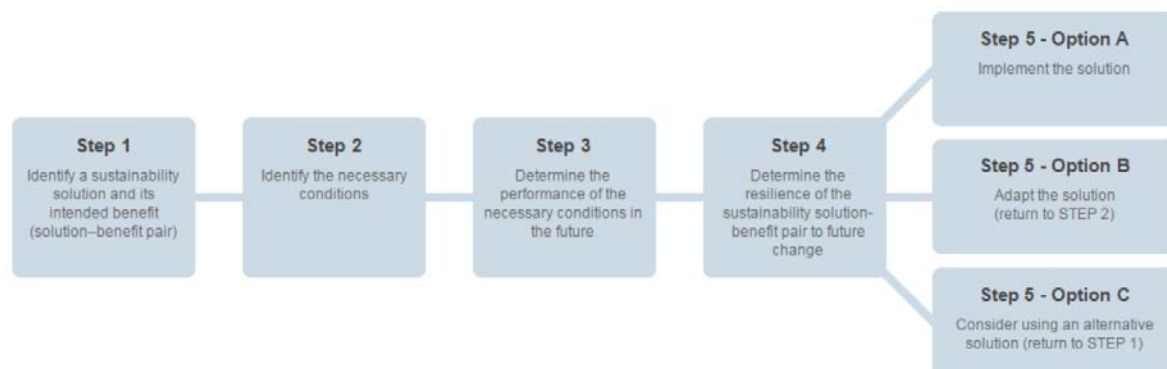 Step 1
Identify a sustainability
solution and its
intended benefit
(solution–benefit pair)
Step 2
Identify the necessary
conditions
Step 3
Determine the
performance of the
necessary conditions in
the future
Step 4
Determine the
resilience of the
sustainability solution-
benefit pair to future
change
Step 5 - Option A
Implement the solution
Step 5 - Option B
Adapt the solution
(return to STEP 2)
Step 5 - Option C
Consider using an alternative
solution (return to STEP 1)